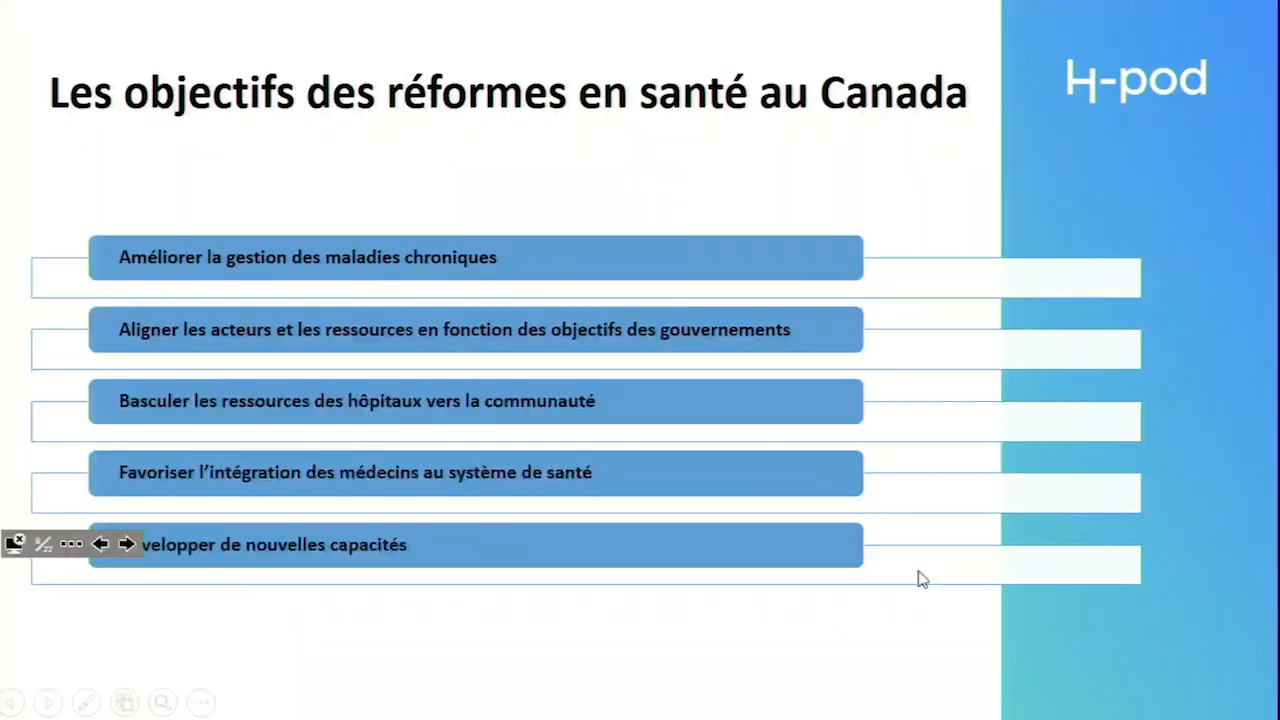 Les objectifs des réformes en santé au Canada
H-pod
Améliorer la gestion des maladies chroniques
Aligner les acteurs et les ressources en fonction des objectifs des gouvernements
Basculer les ressources des hôpitaux vers la communauté
Favoriser l’intégration des médecins au système de santé
velopper de nouvelles capacités